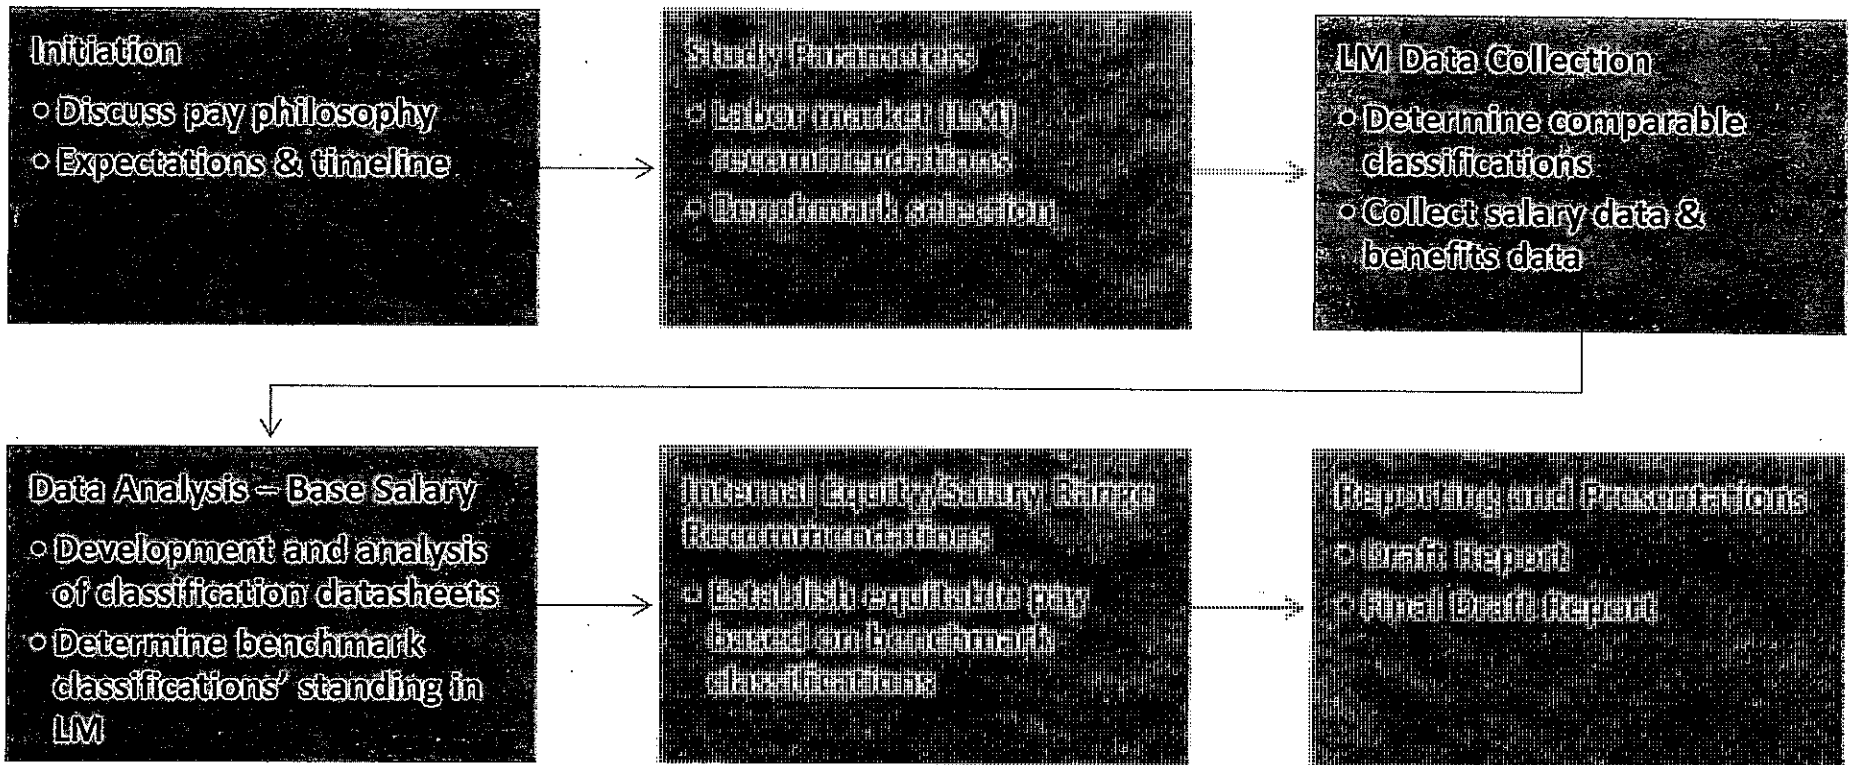 Initiation
• Discuss pay philosophy
• Expectations & timeline
Study Parameters
• Labor market (LM)
recommendations
• Benchmark selection
LM Data Collection
• Determine comparable
classifications
• Collect salary data &
benefits data
Data Analysis – Base Salary
• Development and analysis
of classification datasheets
• Determine benchmark
classifications’ standing in
LM
Internal Equity/Salary Range
Recommendations
• Establish equitable pay
based on benchmark
classifications
Reporting and Presentations
• Draft Report
• Final Draft Report